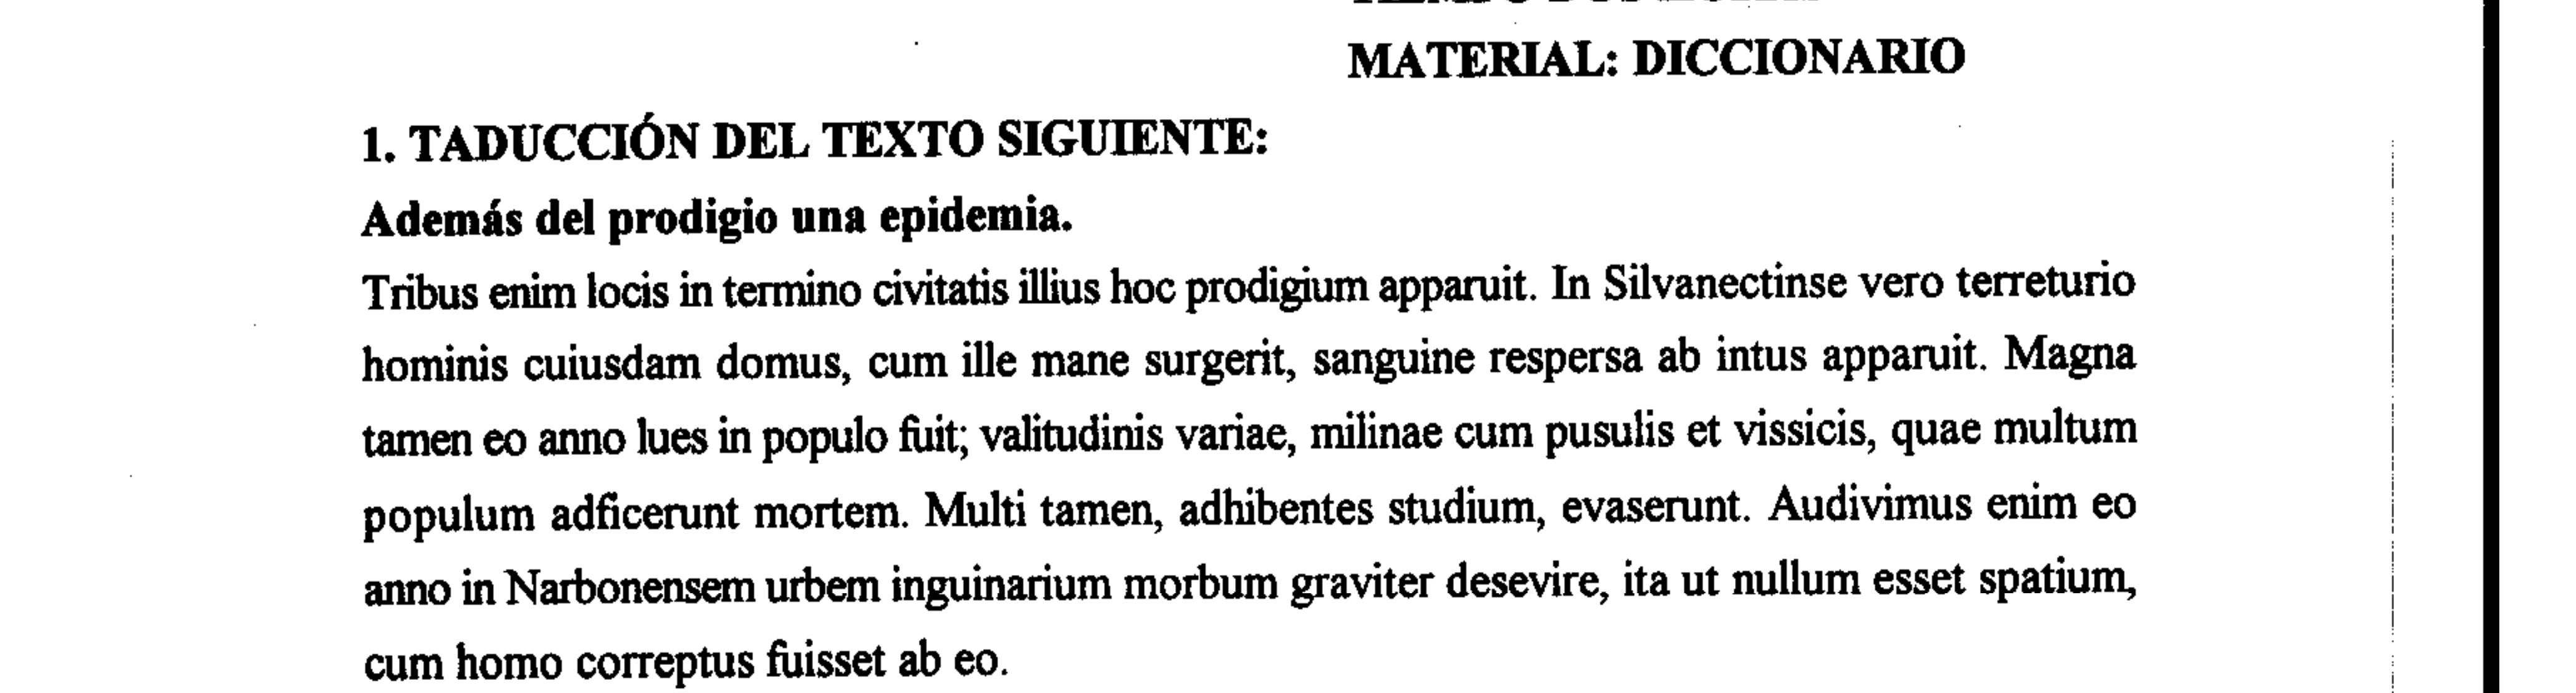 MATERIAL: DICCIONARIO
1. TADUCCIÓN DEL TEXTO SIGUIENTE:
Además del prodigio una epidemia.
Tribus enim locis in termino civitatis illius hoc prodigium apparuit. In Silvanectinse vero terreturio
hominis cuiusdam domus, cum ille mane surgerit, sanguine respersa ab intus apparuit. Magna
tamen eo anno lues in populo fuit; valitudinis variae, milinae cum pusulis et vissicis, quae multum
populum adficerunt mortem. Multi tamen, adhibentes studium, evaserunt. Audivimus enim eo
anno in Narbonensem urbem inguinarium morbum graviter desevire, ita ut nullum esset spatium,
cum homo correptus fuisset ab eo.